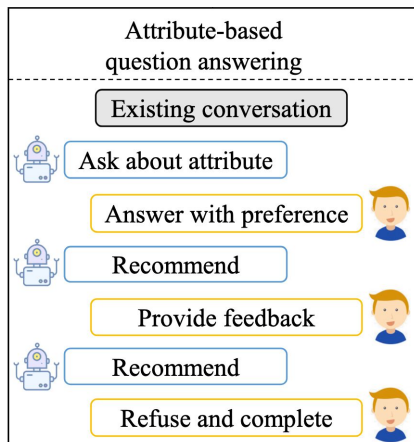 Attribute-based
question answering
Existing conversation
Ask about attribute
Answer with preference
Recommend
Provide feedback
Recommend
Refuse and complete